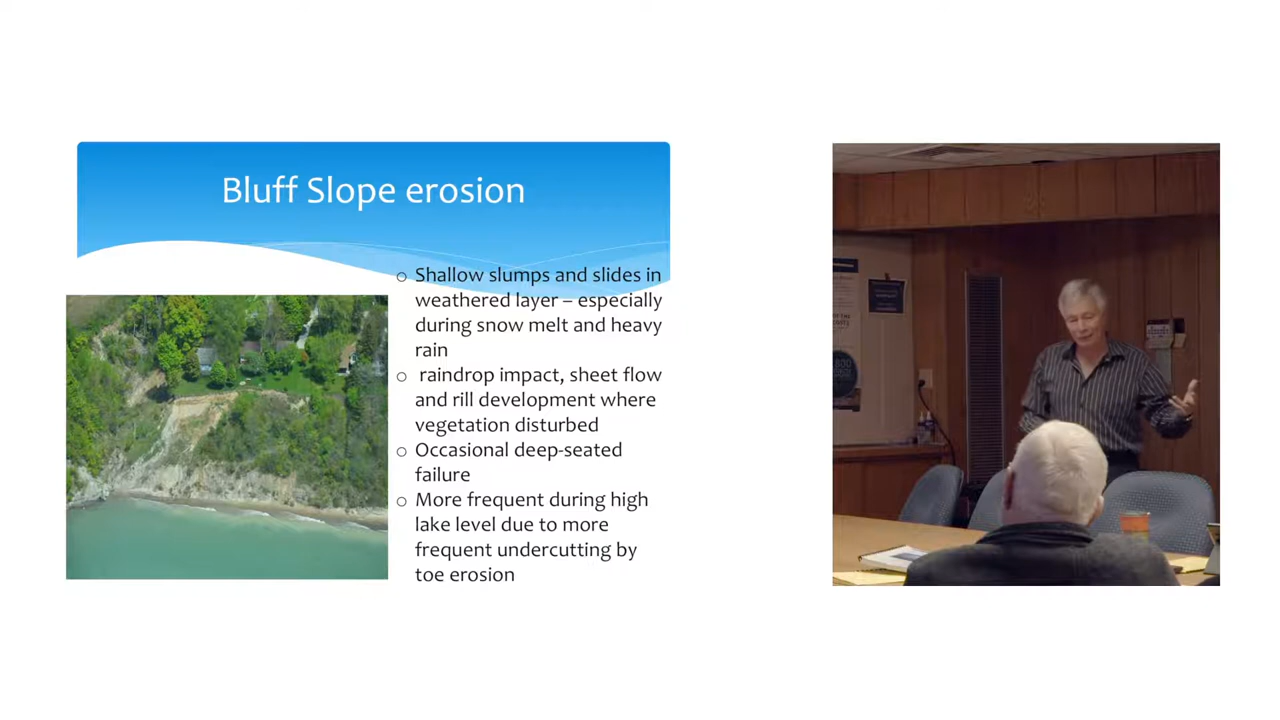 Bluff Slope erosion
o Shallow slumps and slides in
weathered layer – especially
during snow melt and heavy
rain
o raindrop impact, sheet flow
and rill development where
vegetation disturbed
o Occasional deep-seated
failure
o More frequent during high
lake level due to more
frequent undercutting by
toe erosion